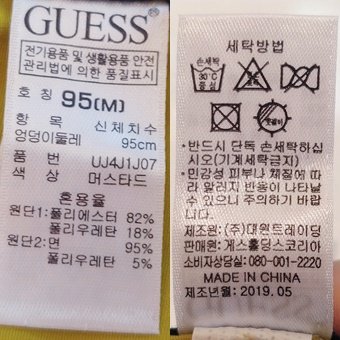 GUESS
전기용품 및 생활용품 안전
관리법에 의한 품질표시
호 칭 95(M)
항 목 신체치수
엉덩이둘레 95cm
품 번 UJ4J1J07
색 상 머스타드
혼용율
원단1:폴리에스터 82%
폴리우레탄 18%
원단2:면 95%
폴리우레탄 5%
세탁방법
손세탁
30℃
중성
옷걸이
*반드시 단독 손세탁하십
시오(기계세탁금지)
*민감성 피부나 체질에 따
라 알러지 반응이 나타날
수 있으니 주의하기 바랍
니다.
제조원: (주)대원트레이딩
판매원: 게스홀딩스코리아
소비자상담실: 080-001-2220
MADE IN CHINA
제조년월: 2019.05